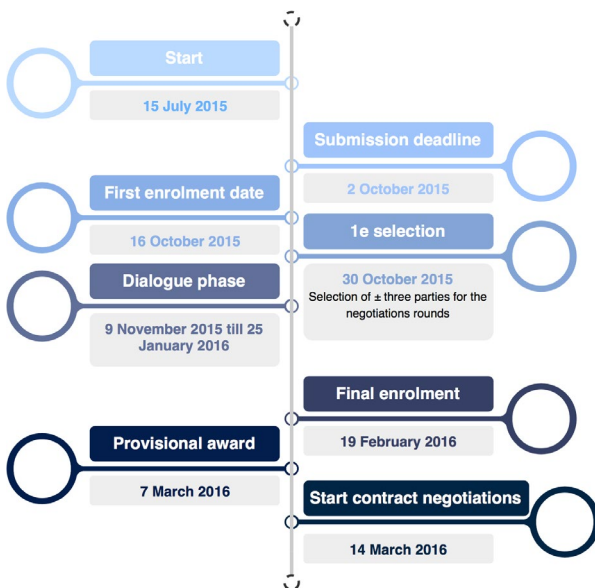 Start
15 July 2015
Submission deadline
2 October 2015
First enrolment date
16 October 2015
1e selection
30 October 2015
Selection of ± three parties for the
negotiations rounds
Dialogue phase
9 November 2015 till 25
January 2016
Final enrolment
19 February 2016
Provisional award
7 March 2016
Start contract negotiations
14 March 2016